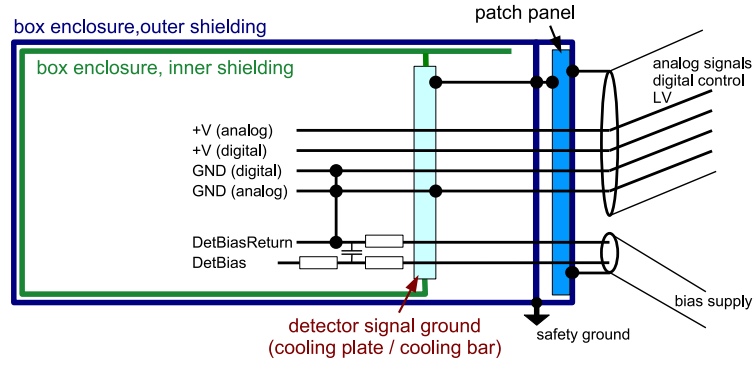 patch panel
box enclosure,outer shielding
box enclosure, inner shielding
analog signals
digital control
LV
+V (analog)
+V (digital)
GND (digital)
GND (analog)
DetBiasReturn
DetBias
detector signal ground
(cooling plate / cooling bar)
safety ground
bias supply